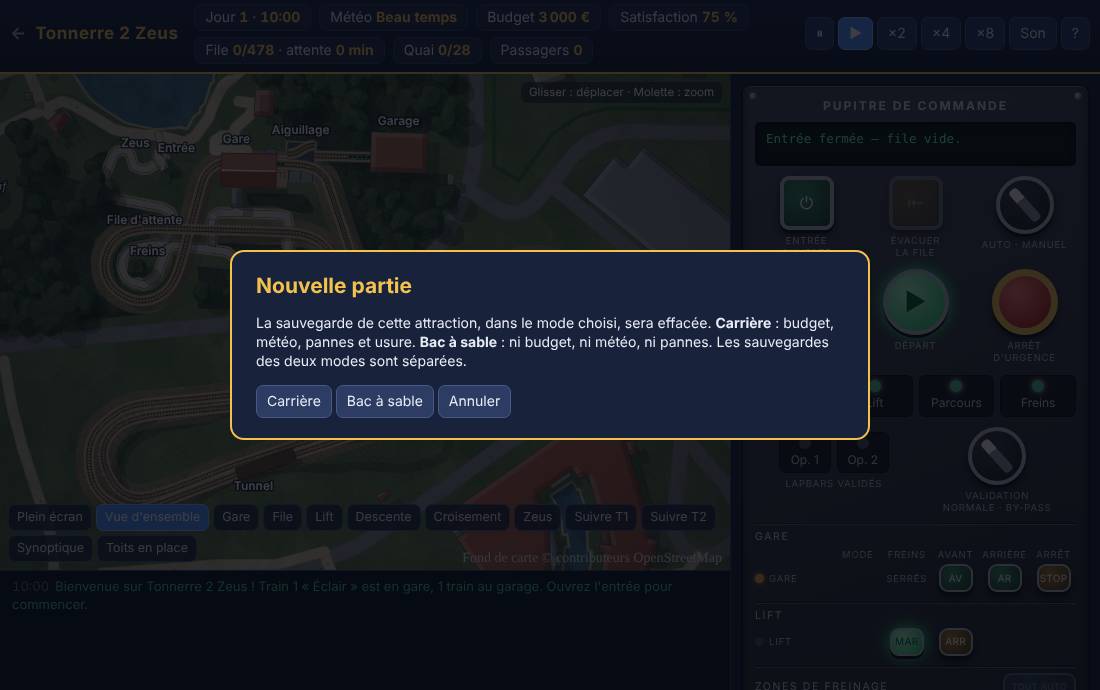 ← Tonnerre 2 Zeus
Jour 1 · 10:00
Météo Beau temps
Budget 3 000 €
Satisfaction 75 %
File 0/478 · attente 0 min
Quai 0/28
Passagers 0
×2
×4
×8
Son
?
Glisser : déplacer · Molette : zoom
Garage
Aiguillage
Gare
Zeus
Entrée
File d'attente
Freins
Tunnel
Nouvelle partie
La sauvegarde de cette attraction, dans le mode choisi, sera effacée. Carrière : budget,
météo, pannes et usure. Bac à sable : ni budget, ni météo, ni pannes. Les sauvegardes
des deux modes sont séparées.
Carrière
Bac à sable
Annuler
Plein écran
Vue d'ensemble
Gare
File
Lift
Descente
Croisement
Zeus
Suivre T1
Suivre T2
Synoptique
Toits en place
Fond de carte © contributeurs OpenStreetMap
10:00 Bienvenue sur Tonnerre 2 Zeus ! Train 1 « Éclair » est en gare, 1 train au garage. Ouvrez l'entrée pour
commencer.
PUPITRE DE COMMANDE
Entrée fermée — file vide.
ENTRÉE
ÉVACUER
LA FILE
AUTO · MANUEL
DÉPART
ARRÊT
D'URGENCE
Parcours
Freins
Op. 1
Op. 2
LAPBARS VALIDÉS
VALIDATION
NORMALE · BY-PASS
GARE
MODE FREINS AVANT ARRIÈRE ARRÊT
GARE SERRÉS AV AR STOP
LIFT
LIFT MAR ARR
ZONES DE FREINAGE
TOUT AUTO